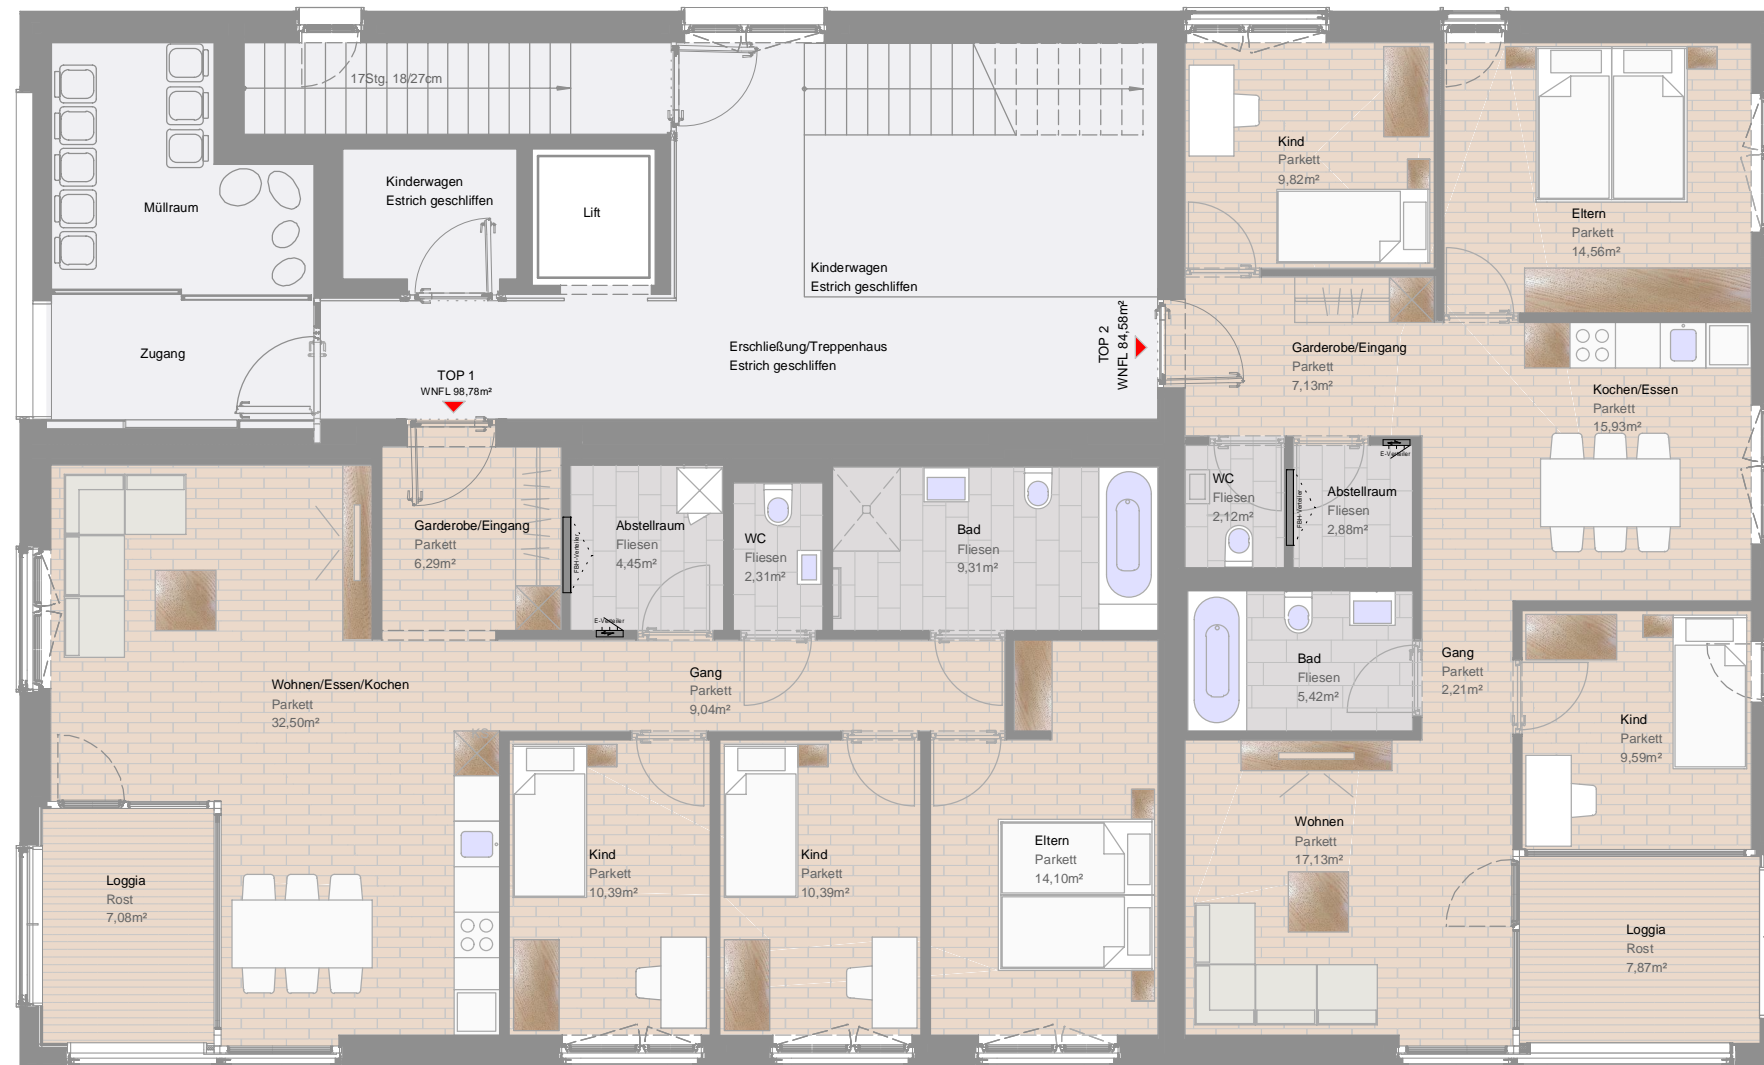 17Stg. 18/27cm
Müllraum
Kinderwagen
Estrich geschliffen
Lift
Kinderwagen
Estrich geschliffen
Zugang
Erschließung/Treppenhaus
Estrich geschliffen
TOP 1
WNFL 98,78m²
TOP 2
WNFL 84,58m²
Kind
Parkett
9,82m²
Eltern
Parkett
14,56m²
Garderobe/Eingang
Parkett
7,13m²
Kochen/Essen
Parkett
15,93m²
WC
Fliesen
2,12m²
FBH-Verteiler
E-Verteiler
Abstellraum
Fliesen
2,88m²
Garderobe/Eingang
Parkett
6,29m²
FBH-Verteiler
Abstellraum
Fliesen
4,45m²
E-Verteiler
WC
Fliesen
2,31m²
Bad
Fliesen
9,31m²
Wohnen/Essen/Kochen
Parkett
32,50m²
Gang
Parkett
9,04m²
Bad
Fliesen
5,42m²
Gang
Parkett
2,21m²
Kind
Parkett
9,59m²
Loggia
Rost
7,08m²
Kind
Parkett
10,39m²
Kind
Parkett
10,39m²
Eltern
Parkett
14,10m²
Wohnen
Parkett
17,13m²
Loggia
Rost
7,87m²